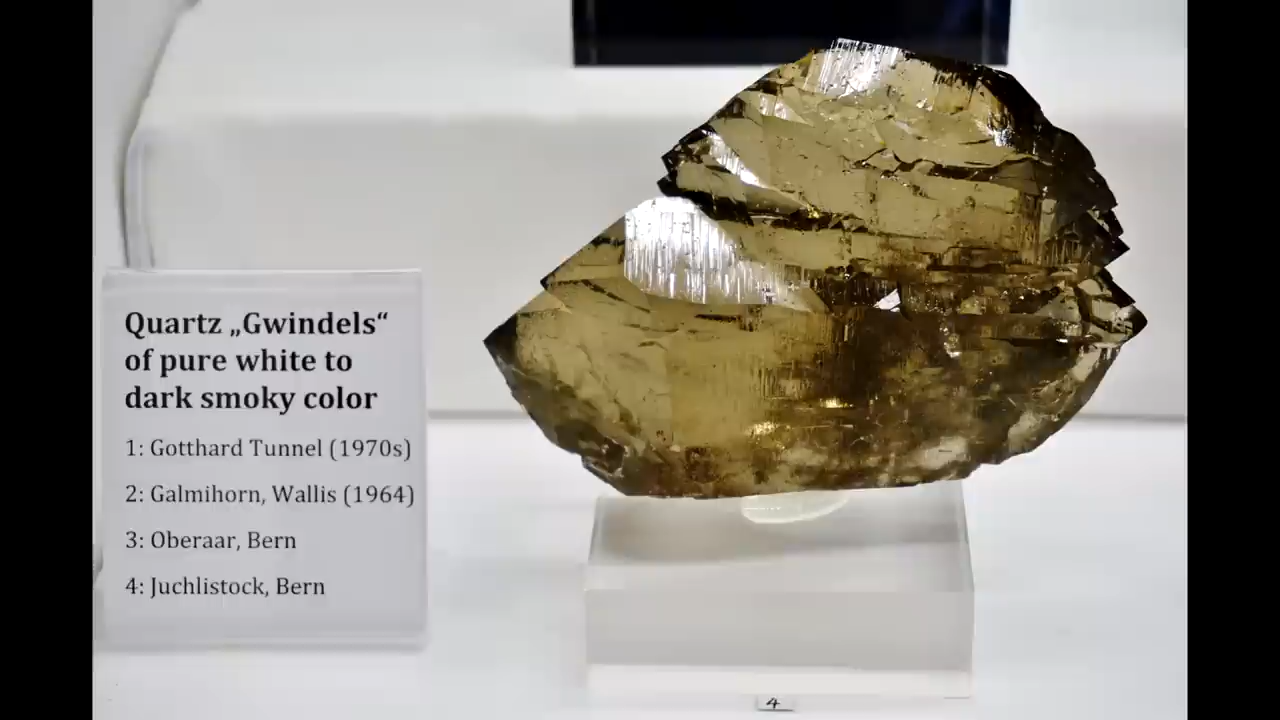 Quartz „Gwindels“
of pure white to
dark smoky color
1: Gotthard Tunnel (1970s)
2: Galmihorn, Wallis (1964)
3: Oberaar, Bern
4: Juchlistock, Bern
4